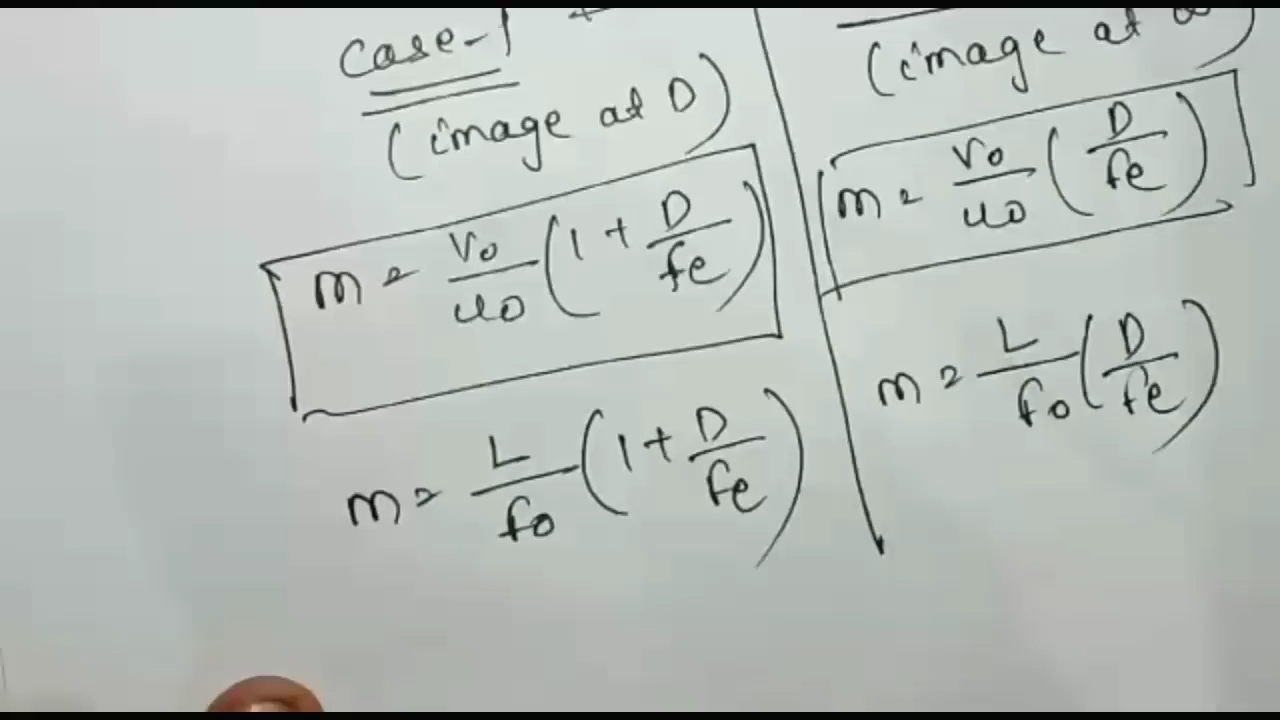 Case-1
(image at D)
m = v₀/u₀ (1 + D/fe)
m = L/f₀ (1 + D/fe)
(image at ∞)
m = v₀/u₀ (D/fe)
m = L/f₀ (D/fe)